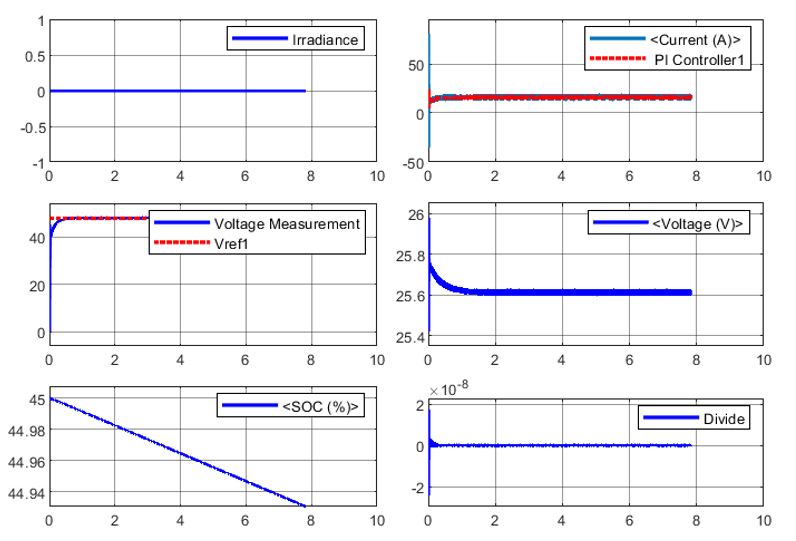 1
0.5
0
-0.5
-1
0 2 4 6 8 10
Irradiance
50
0
-50
0 2 4 6 8 10
<Current (A)>
PI Controller1
40
20
0
0 2 4 6 8 10
Voltage Measurement
Vref1
26
25.8
25.6
25.4
0 2 4 6 8 10
<Voltage (V)>
45
44.98
44.96
44.94
0 2 4 6 8 10
<SOC (%)>
×10⁻⁸
2
0
-2
0 2 4 6 8 10
Divide